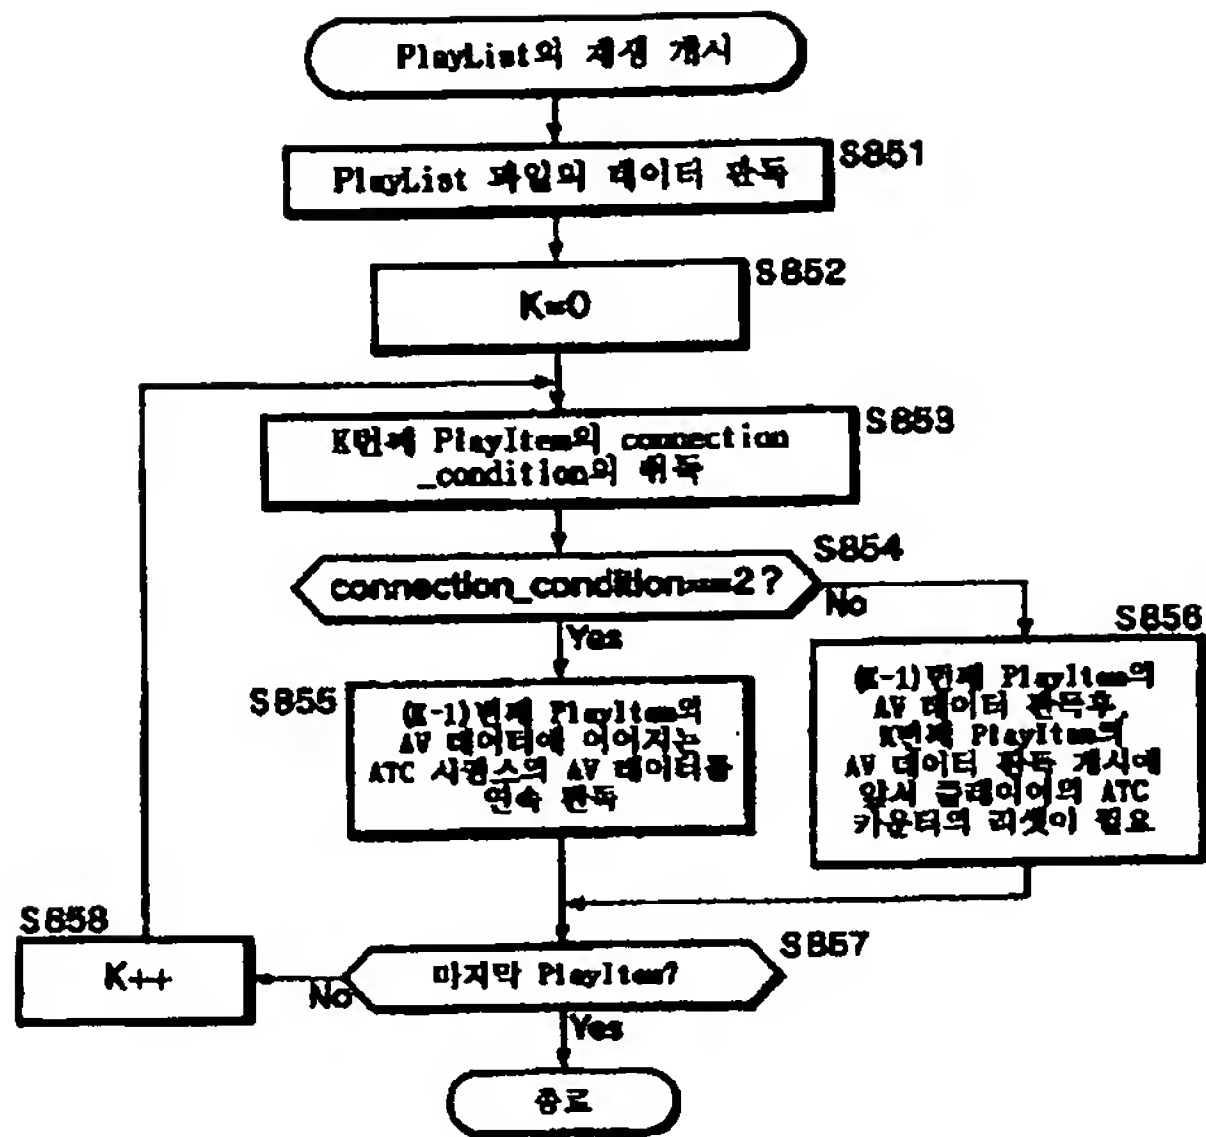 PlayList의 재생 개시
PlayList 파일의 데이터 판독
S851
K=0
S852
K번째 PlayItem의 connection
_condition의 취득
S853
connection_condition==2?
S854
No
Yes
S855
(K-1)번째 PlayItem의
AV 데이터에 이어지는
ATC 시퀀스의 AV 데이터를
연속 판독
S856
(K-1)번째 PlayItem의
AV 데이터 판독후,
K번째 PlayItem의
AV 데이터 판독 개시에
앞서 플레이어의 ATC
카운터의 리셋이 필요
S858
K++
S857
마지막 PlayItem?
No
Yes
종료